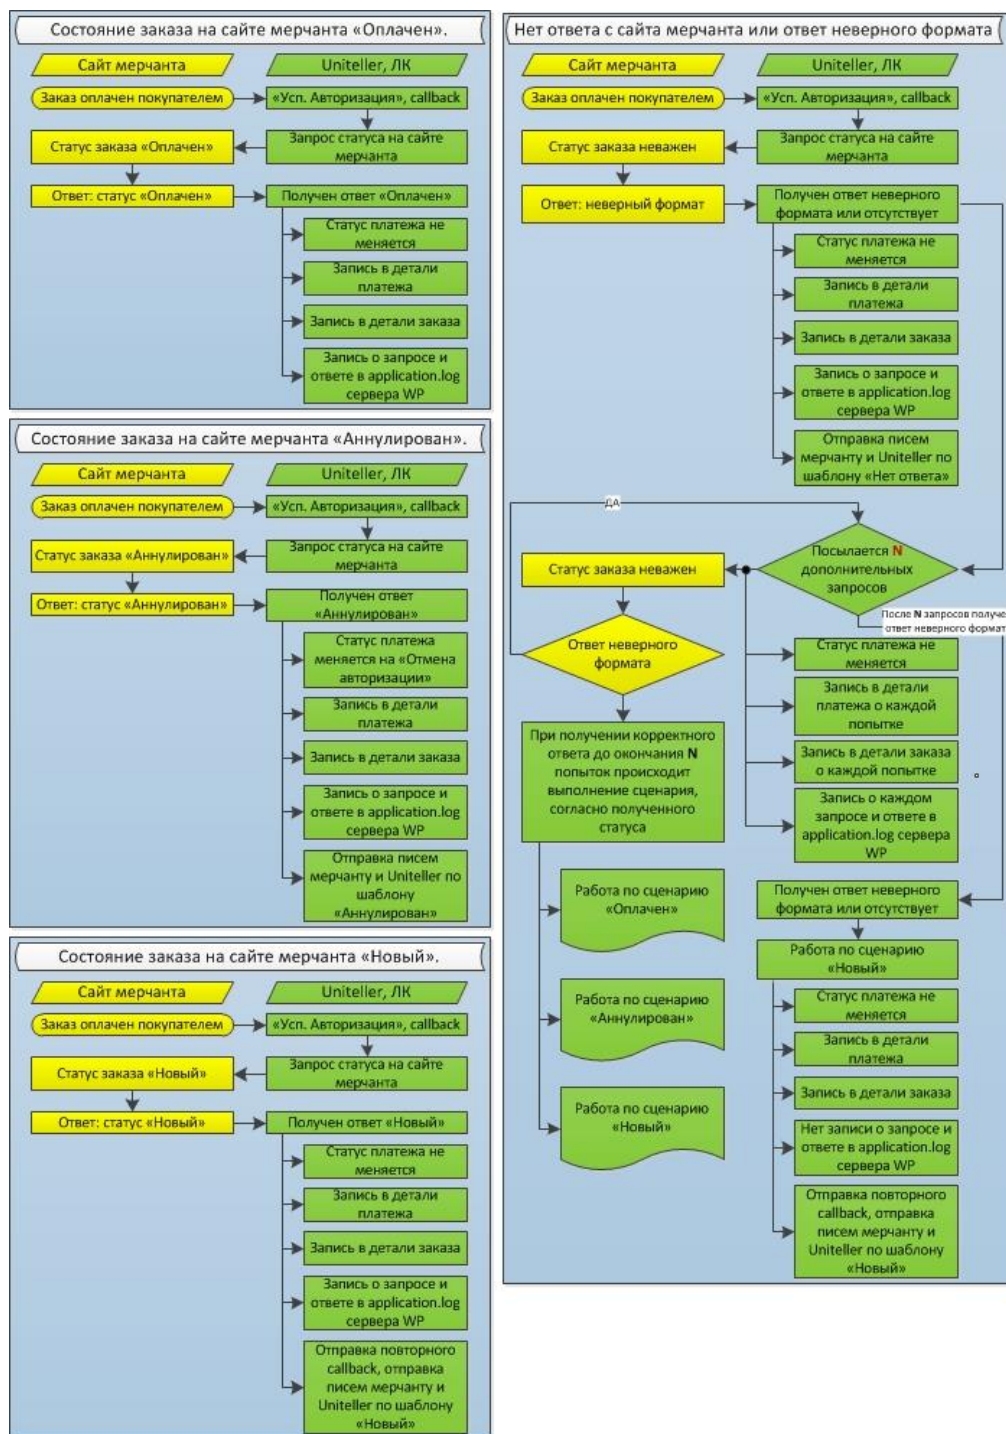 Состояние заказа на сайте мерчанта «Оплачен».
Сайт мерчанта
Uniteller, ЛК
Заказ оплачен покупателем
«Усп. Авторизация», callback
Статус заказа «Оплачен»
Запрос статуса на сайте
мерчанта
Ответ: статус «Оплачен»
Получен ответ «Оплачен»
Статус платежа не
меняется
Запись в детали
платежа
Запись в детали заказа
Запись о запросе и
ответе в application.log
сервера WP
Состояние заказа на сайте мерчанта «Аннулирован».
Сайт мерчанта
Uniteller, ЛК
Заказ оплачен покупателем
«Усп. Авторизация», callback
Статус заказа «Аннулирован»
Запрос статуса на сайте
мерчанта
Ответ: статус «Аннулирован»
Получен ответ
«Аннулирован»
Статус платежа
меняется на «Отмена
авторизации»
Запись в детали
платежа
Запись в детали заказа
Запись о запросе и
ответе в application.log
сервера WP
Отправка писем
мерчанту и Uniteller по
шаблону
«Аннулирован»
Состояние заказа на сайте мерчанта «Новый».
Сайт мерчанта
Uniteller, ЛК
Заказ оплачен покупателем
«Усп. Авторизация», callback
Статус заказа «Новый»
Запрос статуса на сайте
мерчанта
Ответ: статус «Новый»
Получен ответ «Новый»
Статус платежа не
меняется
Запись в детали
платежа
Запись в детали заказа
Запись о запросе и
ответе в application.log
сервера WP
Отправка повторного
callback, отправка
писем мерчанту и
Uniteller по шаблону
«Новый»
Нет ответа с сайта мерчанта или ответ неверного формата
Сайт мерчанта
Uniteller, ЛК
Заказ оплачен покупателем
«Усп. Авторизация», callback
Статус заказа неважен
Запрос статуса на сайте
мерчанта
Ответ: неверный формат
Получен ответ неверного
формата или отсутствует
Статус платежа не
меняется
Запись в детали
платежа
Запись в детали заказа
Запись о запросе и
ответе в application.log
сервера WP
Отправка писем
мерчанту и Uniteller по
шаблону «Нет ответа»
ДА
Посылается N
дополнительных
запросов
Статус заказа неважен
После N запросов получе
ответ неверного формат
Ответ неверного
формата
Статус платежа не
меняется
Запись в детали
платежа о каждой
попытке
Запись в детали заказа
о каждой попытке
Запись о каждом
запросе и ответе в
application.log сервера
WP
При получении корректного
ответа до окончания N
попыток происходит
выполнение сценария,
согласно полученного
статуса
Работа по сценарию
«Оплачен»
Работа по сценарию
«Аннулирован»
Работа по сценарию
«Новый»
Получен ответ неверного
формата или отсутствует
Работа по сценарию
«Новый»
Статус платежа не
меняется
Запись в детали
платежа
Запись в детали заказа
Нет записи о запросе и
ответе в application.log
сервера WP
Отправка повторного
callback, отправка
писем мерчанту и
Uniteller по шаблону
«Новый»